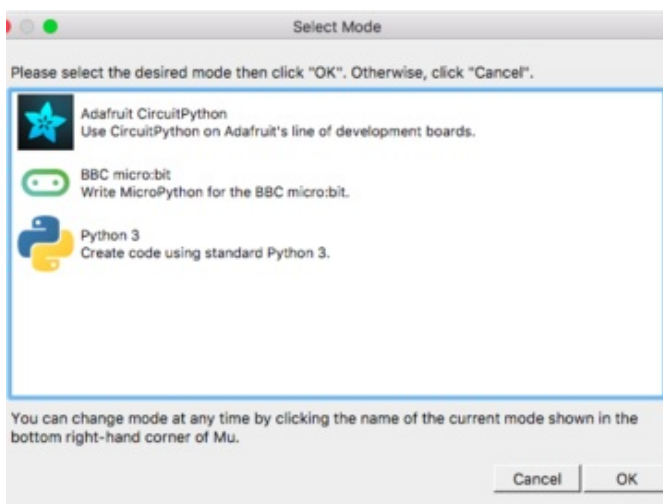 Select Mode
Please select the desired mode then click "OK". Otherwise, click "Cancel".
Adafruit CircuitPython
Use CircuitPython on Adafruit's line of development boards.
BBC micro:bit
Write MicroPython for the BBC micro:bit.
Python 3
Create code using standard Python 3.
You can change mode at any time by clicking the name of the current mode shown in the
bottom right-hand corner of Mu.
Cancel OK